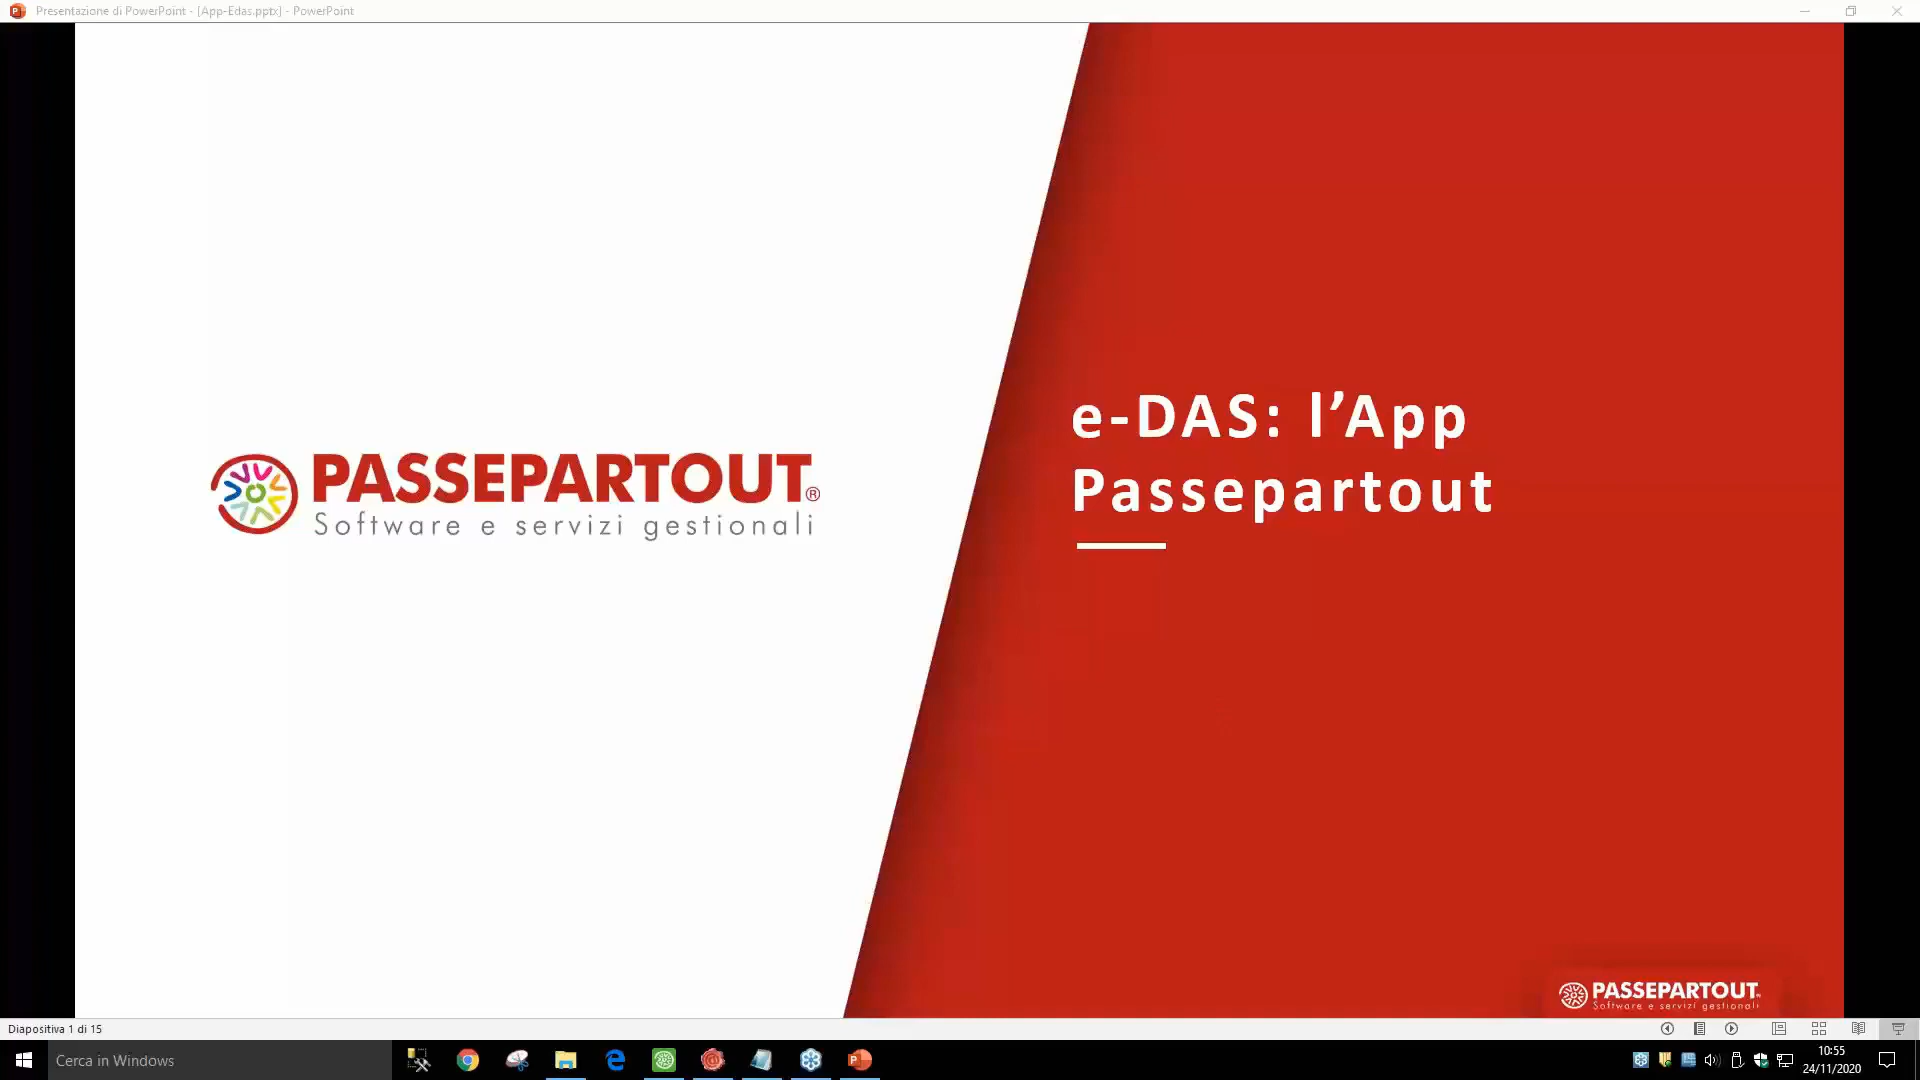 Presentazione di PowerPoint - [App-Edas.pptx] - PowerPoint
e-DAS: l’App
Passepartout
PASSEPARTOUT®
Software e servizi gestionali
PASSEPARTOUT
Software e servizi gestionali
Diapositiva 1 di 15
Cerca in Windows
10:55
24/11/2020